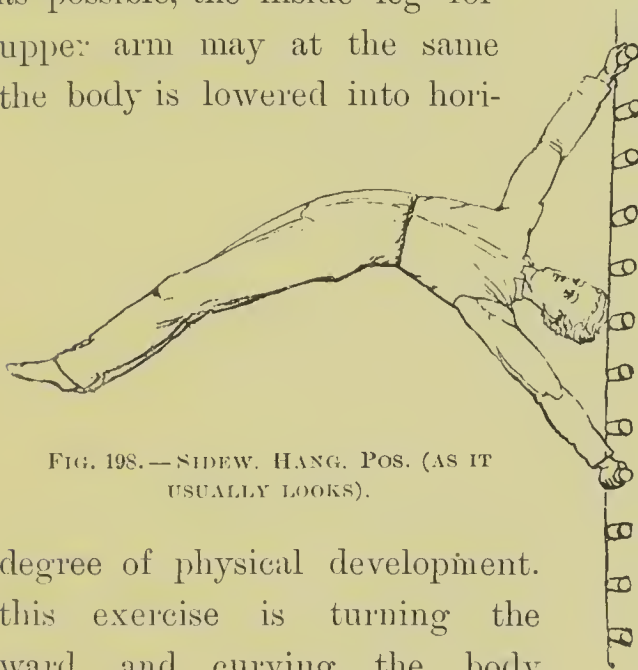 as possible, the inside leg for
upper arm may at the same
the body is lowered into hori-
FIG. 198. — SIDEW. HANG. POS. (AS IT
USUALLY LOOKS).
degree of physical development.
this exercise is turning the
ward, and curving the body